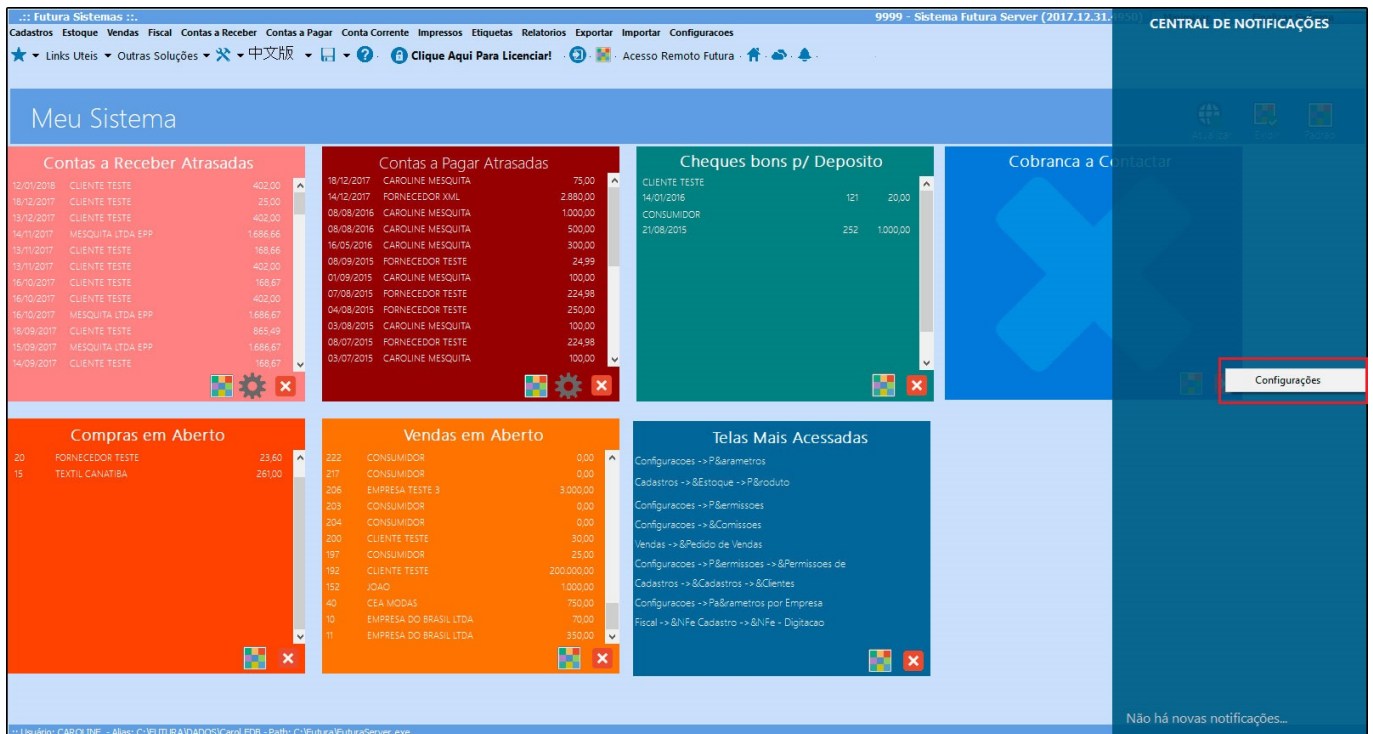 .:: Futura Sistemas ::.
9999 - Sistema Futura Server (2017.12.31.
CENTRAL DE NOTIFICAÇÕES
Cadastros Estoque Vendas Fiscal Contas a Receber Contas a Pagar Conta Corrente Impressos Etiquetas Relatorios Exportar Importar Configuracoes
Links Uteis Outras Soluções 中文版 Clique Aqui Para Licenciar! Acesso Remoto Futura
Meu Sistema
Atualizar Exibir Padrão
Contas a Receber Atrasadas
12/01/2018 CLIENTE TESTE 402,00
18/12/2017 CLIENTE TESTE 25,00
13/12/2017 CLIENTE TESTE 402,00
14/11/2017 MESQUITA LTDA EPP 1.686,66
13/11/2017 CLIENTE TESTE 168,66
13/11/2017 CLIENTE TESTE 402,00
16/10/2017 CLIENTE TESTE 168,67
16/10/2017 CLIENTE TESTE 402,00
16/10/2017 MESQUITA LTDA EPP 1.686,67
18/09/2017 CLIENTE TESTE 865,49
15/09/2017 MESQUITA LTDA EPP 1.686,67
14/09/2017 CLIENTE TESTE 168,67
Contas a Pagar Atrasadas
18/12/2017 CAROLINE MESQUITA 75,00
14/12/2017 FORNECEDOR XML 2.880,00
08/08/2016 CAROLINE MESQUITA 1.000,00
08/08/2016 CAROLINE MESQUITA 500,00
16/05/2016 CAROLINE MESQUITA 300,00
08/09/2015 FORNECEDOR TESTE 24,99
01/09/2015 CAROLINE MESQUITA 100,00
07/08/2015 FORNECEDOR TESTE 224,98
04/08/2015 FORNECEDOR TESTE 250,00
03/08/2015 CAROLINE MESQUITA 100,00
08/07/2015 FORNECEDOR TESTE 224,98
03/07/2015 CAROLINE MESQUITA 100,00
Cheques bons p/ Deposito
CLIENTE TESTE
14/01/2016 121 20,00
CONSUMIDOR
21/08/2015 252 1.000,00
Cobranca a Contactar
Configurações
Compras em Aberto
20 FORNECEDOR TESTE 23,60
15 TEXTIL CANATIBA 261,00
Vendas em Aberto
222 CONSUMIDOR 0,00
217 CONSUMIDOR 0,00
206 EMPRESA TESTE 3 3.000,00
203 CONSUMIDOR 0,00
204 CONSUMIDOR 0,00
200 CLIENTE TESTE 30,00
197 CONSUMIDOR 25,00
192 CLIENTE TESTE 200.000,00
152 JOAO 1.000,00
40 CEA MODAS 750,00
10 EMPRESA DO BRASIL LTDA 70,00
11 EMPRESA DO BRASIL LTDA 350,00
Telas Mais Acessadas
Configuracoes ->P&arametros
Cadastros ->&Estoque ->P&roduto
Configuracoes ->P&ermissoes
Configuracoes ->&Comissoes
Vendas ->&Pedido de Vendas
Configuracoes ->P&ermissoes ->&Permissoes de
Cadastros ->&Cadastros ->&Clientes
Configuracoes ->Pa&rametros por Empresa
Fiscal ->&NFe Cadastro ->&NFe - Digitacao
Não há novas notificações...
:: Usuário: CAROLINE - Alias: C:\FUTURA\DADOS\Carol.FDB - Path: C:\Futura\FuturaServer.exe